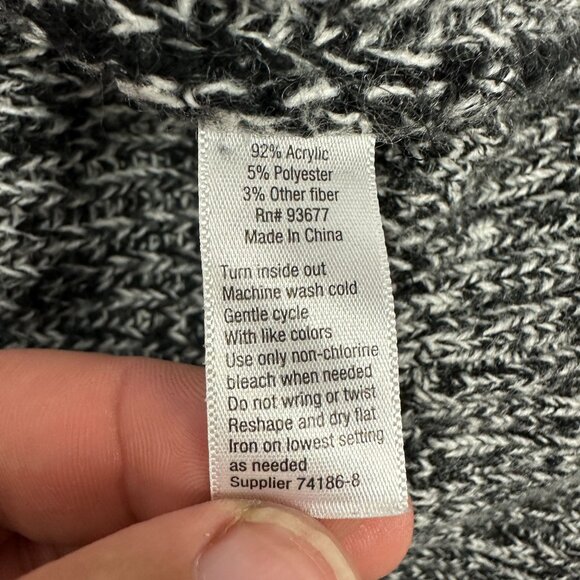 92% Acrylic
5% Polyester
3% Other fiber
Rn# 93677
Made In China
Turn inside out
Machine wash cold
Gentle cycle
With like colors
Use only non-chlorine
bleach when needed
Do not wring or twist
Reshape and dry flat
Iron on lowest setting
as needed
Supplier 74186-8